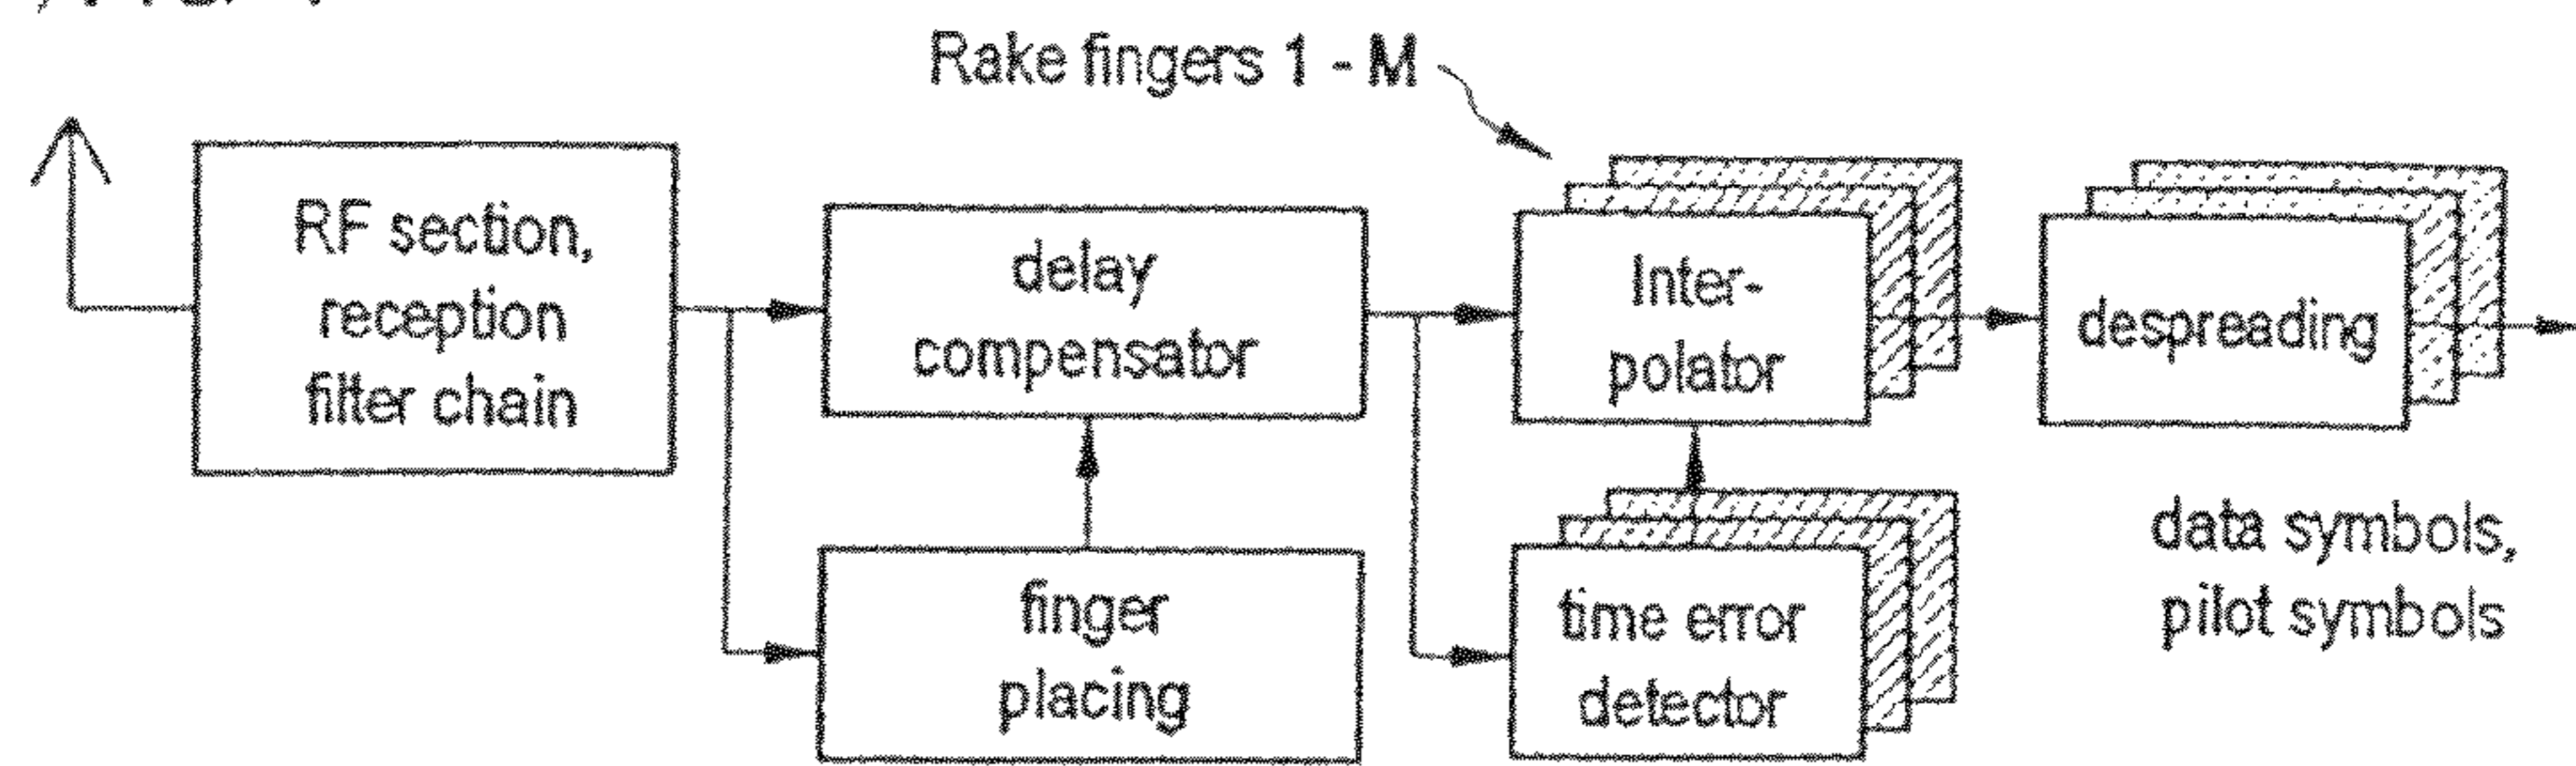 Rake fingers 1 - M
RF section,
reception
filter chain
delay
compensator
Inter-
polator
despreading
finger
placing
time error
detector
data symbols,
pilot symbols